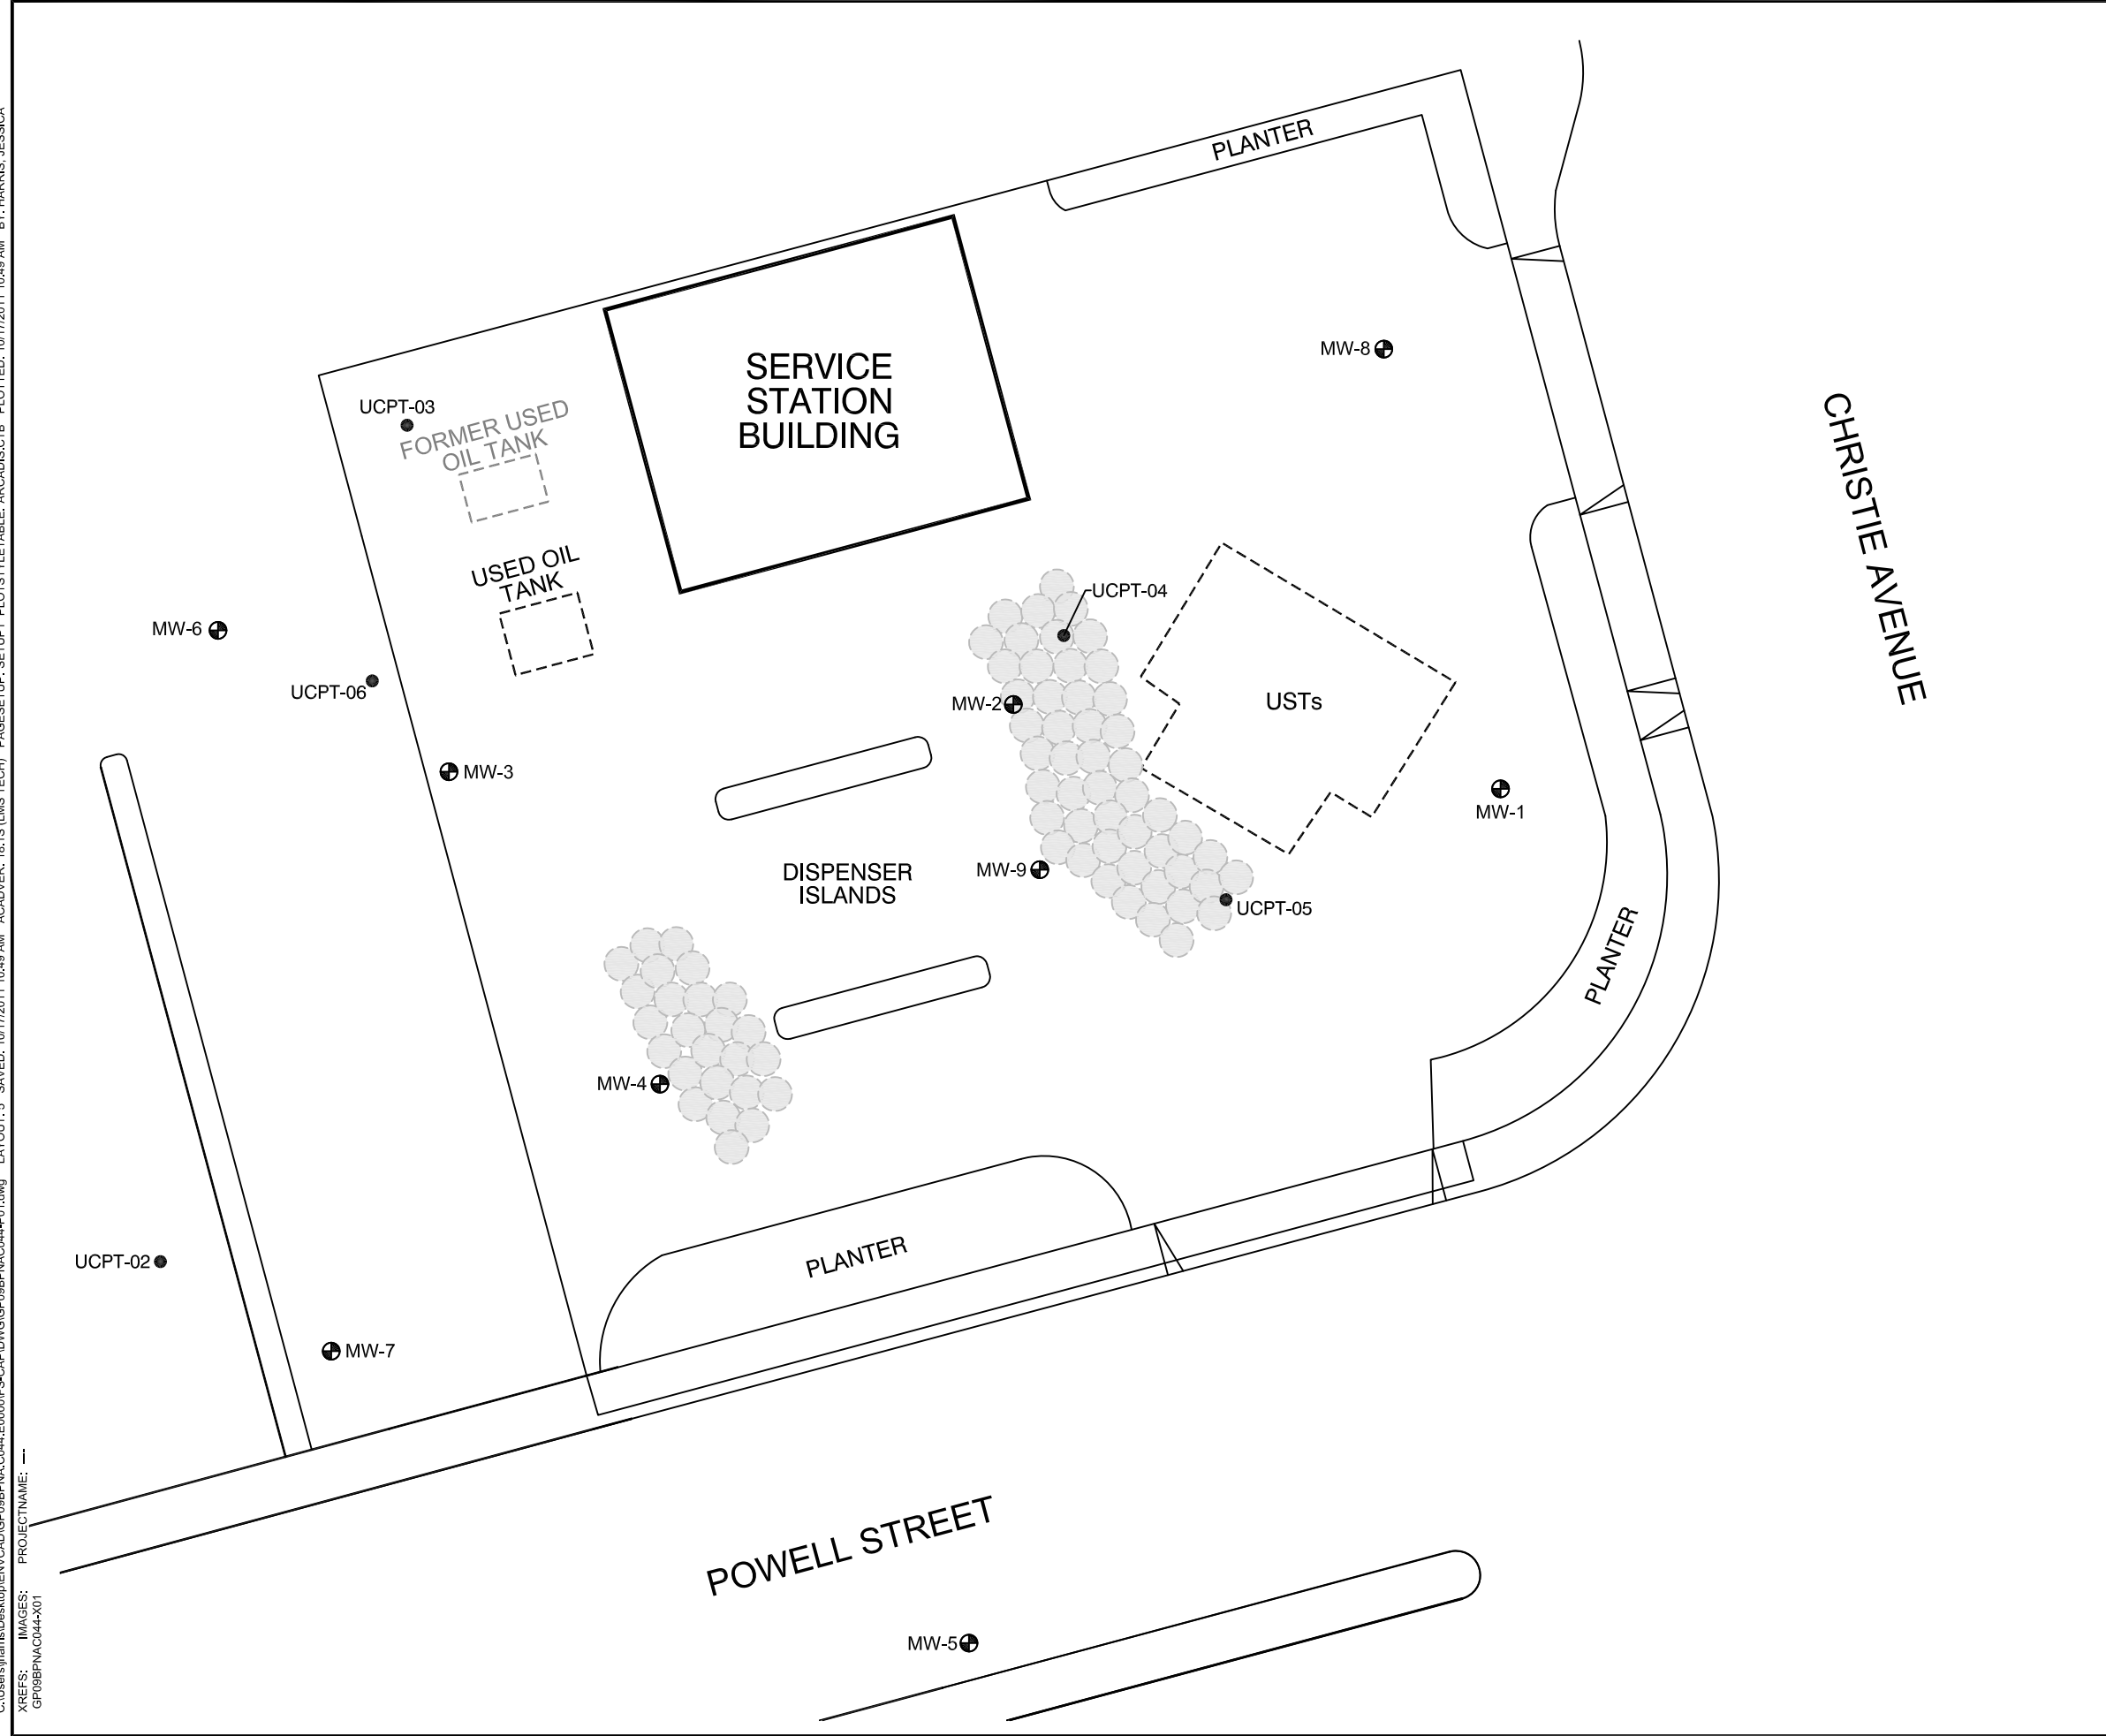 PLANTER
SERVICE
STATION
BUILDING
MW-8
UCPT-03
FORMER USED
OIL TANK
CHRISTIE AVENUE
USED OIL
TANK
UCPT-04
MW-6
UCPT-06
MW-2
USTs
MW-3
MW-1
DISPENSER
ISLANDS
MW-9
UCPT-05
PLANTER
MW-4
PLANTER
UCPT-02
MW-7
POWELL STREET
MW-5
XREFS: IMAGES: PROJECTNAME: ----
GP09BPNAC044-X01